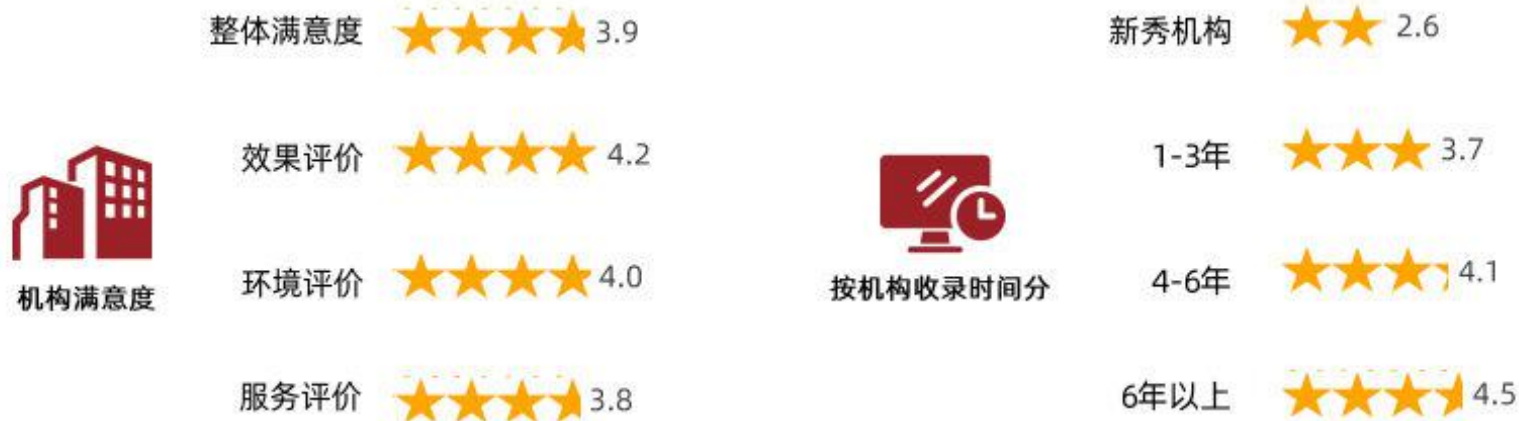 整体满意度 3.9
效果评价 4.2
机构满意度
环境评价 4.0
服务评价 3.8
新秀机构 2.6
1-3年 3.7
按机构收录时间分
4-6年 4.1
6年以上 4.5